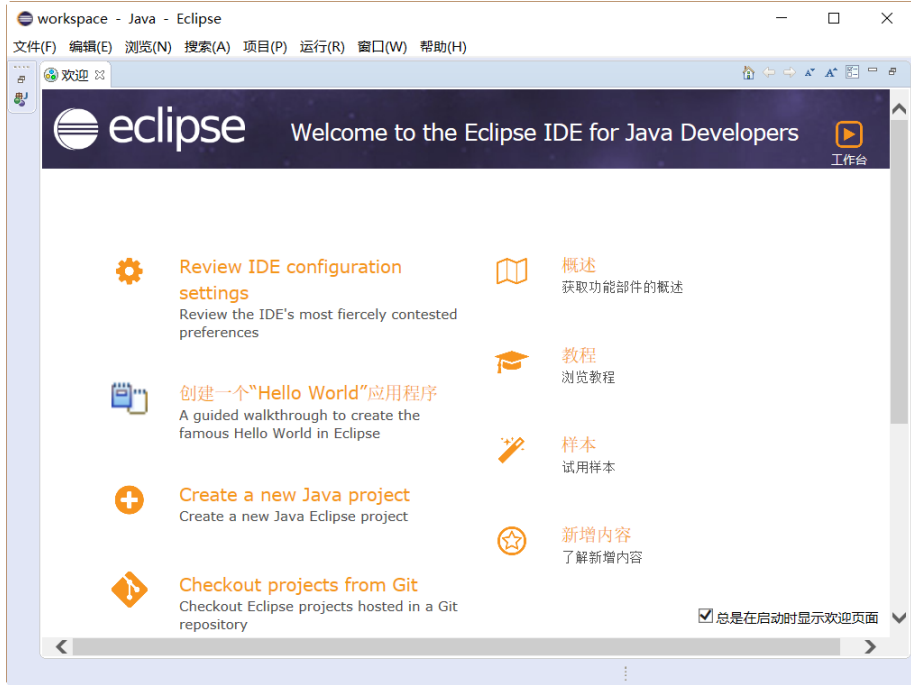 workspace - Java - Eclipse
文件(F) 编辑(E) 浏览(N) 搜索(A) 项目(P) 运行(R) 窗口(W) 帮助(H)
欢迎
eclipse
Welcome to the Eclipse IDE for Java Developers
工作台
Review IDE configuration
settings
Review the IDE's most fiercely contested
preferences
创建一个“Hello World”应用程序
A guided walkthrough to create the
famous Hello World in Eclipse
Create a new Java project
Create a new Java Eclipse project
Checkout projects from Git
Checkout Eclipse projects hosted in a Git
repository
概述
获取功能部件的概述
教程
浏览教程
样本
试用样本
新增内容
了解新增内容
总是在启动时显示欢迎页面